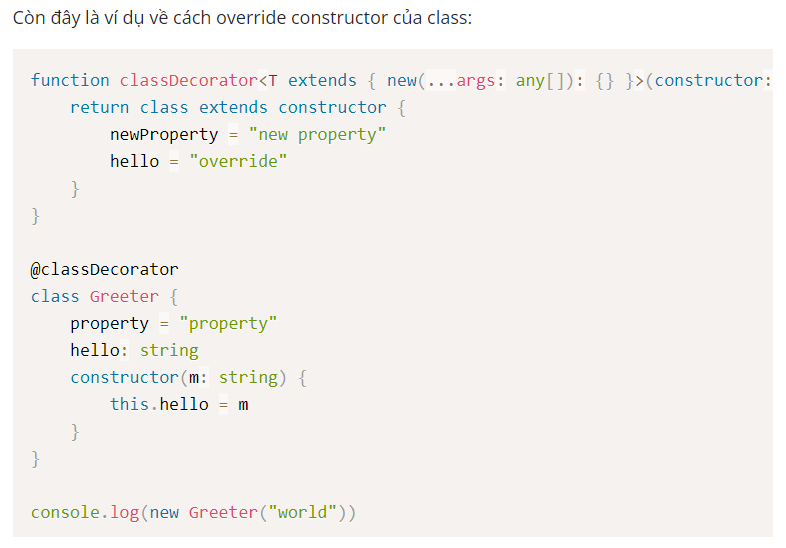 Còn đây là ví dụ về cách override constructor của class:
function classDecorator<T extends { new(...args: any[]): {} }>(constructor:
    return class extends constructor {
        newProperty = "new property"
        hello = "override"
    }
}
@classDecorator
class Greeter {
    property = "property"
    hello: string
    constructor(m: string) {
        this.hello = m
    }
}
console.log(new Greeter("world"))